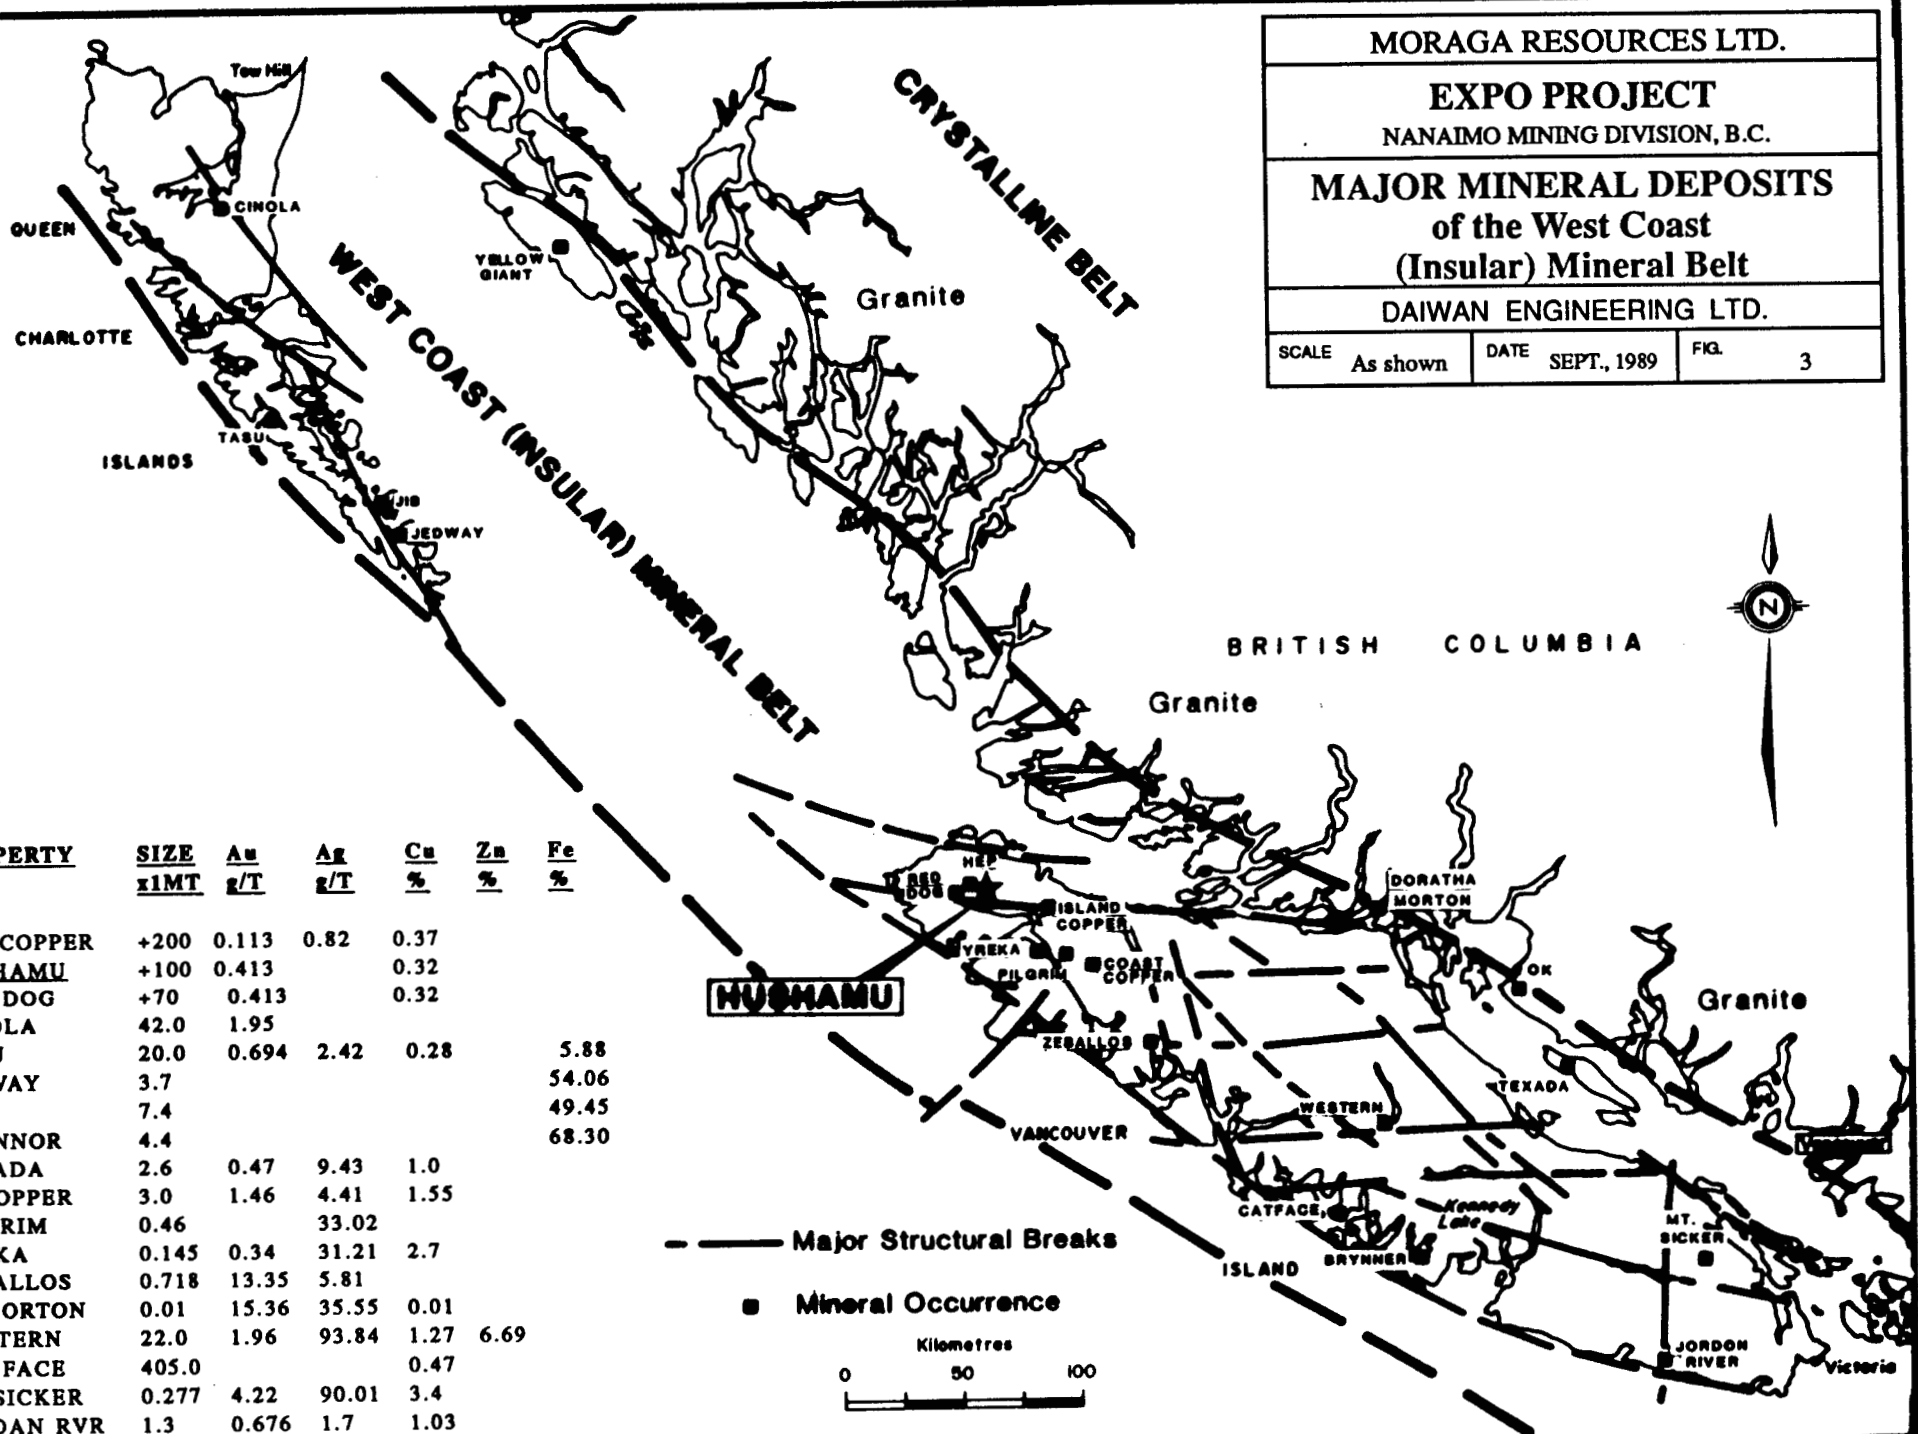 MORAGA RESOURCES LTD.
EXPO PROJECT
NANAIMO MINING DIVISION, B.C.
MAJOR MINERAL DEPOSITS
of the West Coast
(Insular) Mineral Belt
DAIWAN ENGINEERING LTD.
SCALE As shown DATE SEPT., 1989 FIG. 3
Tow Hill
CINOLA
QUEEN
CHARLOTTE
ISLANDS
TASU
JIB
JEDWAY
YELLOW
GIANT
WEST COAST (INSULAR) MINERAL BELT
CRYSTALLINE BELT
Granite
N
BRITISH COLUMBIA
Granite
HEP
RED
DOG
ISLAND
COPPER
DORATHA
MORTON
YREKA
PILGRIM
COAST
COPPER
OK
HUSHAMU
Granite
ZEBALLOS
TEXADA
WESTERN
VANCOUVER
CATFACE
Kennedy
Lake
BRYNNER
ISLAND
MT.
SICKER
JORDON
RIVER
Victoria
Major Structural Breaks
Mineral Occurrence
Kilometres
0 50 100
PERTY SIZE Au Ag Cu Zn Fe
x1MT g/T g/T % % %
COPPER +200 0.113 0.82 0.37
HAMU +100 0.413 0.32
DOG +70 0.413 0.32
OLA 42.0 1.95
U 20.0 0.694 2.42 0.28 5.88
WAY 3.7 54.06
7.4 49.45
NNOR 4.4 68.30
ADA 2.6 0.47 9.43 1.0
OPPER 3.0 1.46 4.41 1.55
RIM 0.46 33.02
KA 0.145 0.34 31.21 2.7
ALLOS 0.718 13.35 5.81
ORTON 0.01 15.36 35.55 0.01
TERN 22.0 1.96 93.84 1.27 6.69
FACE 405.0 0.47
SICKER 0.277 4.22 90.01 3.4
DAN RVR 1.3 0.676 1.7 1.03